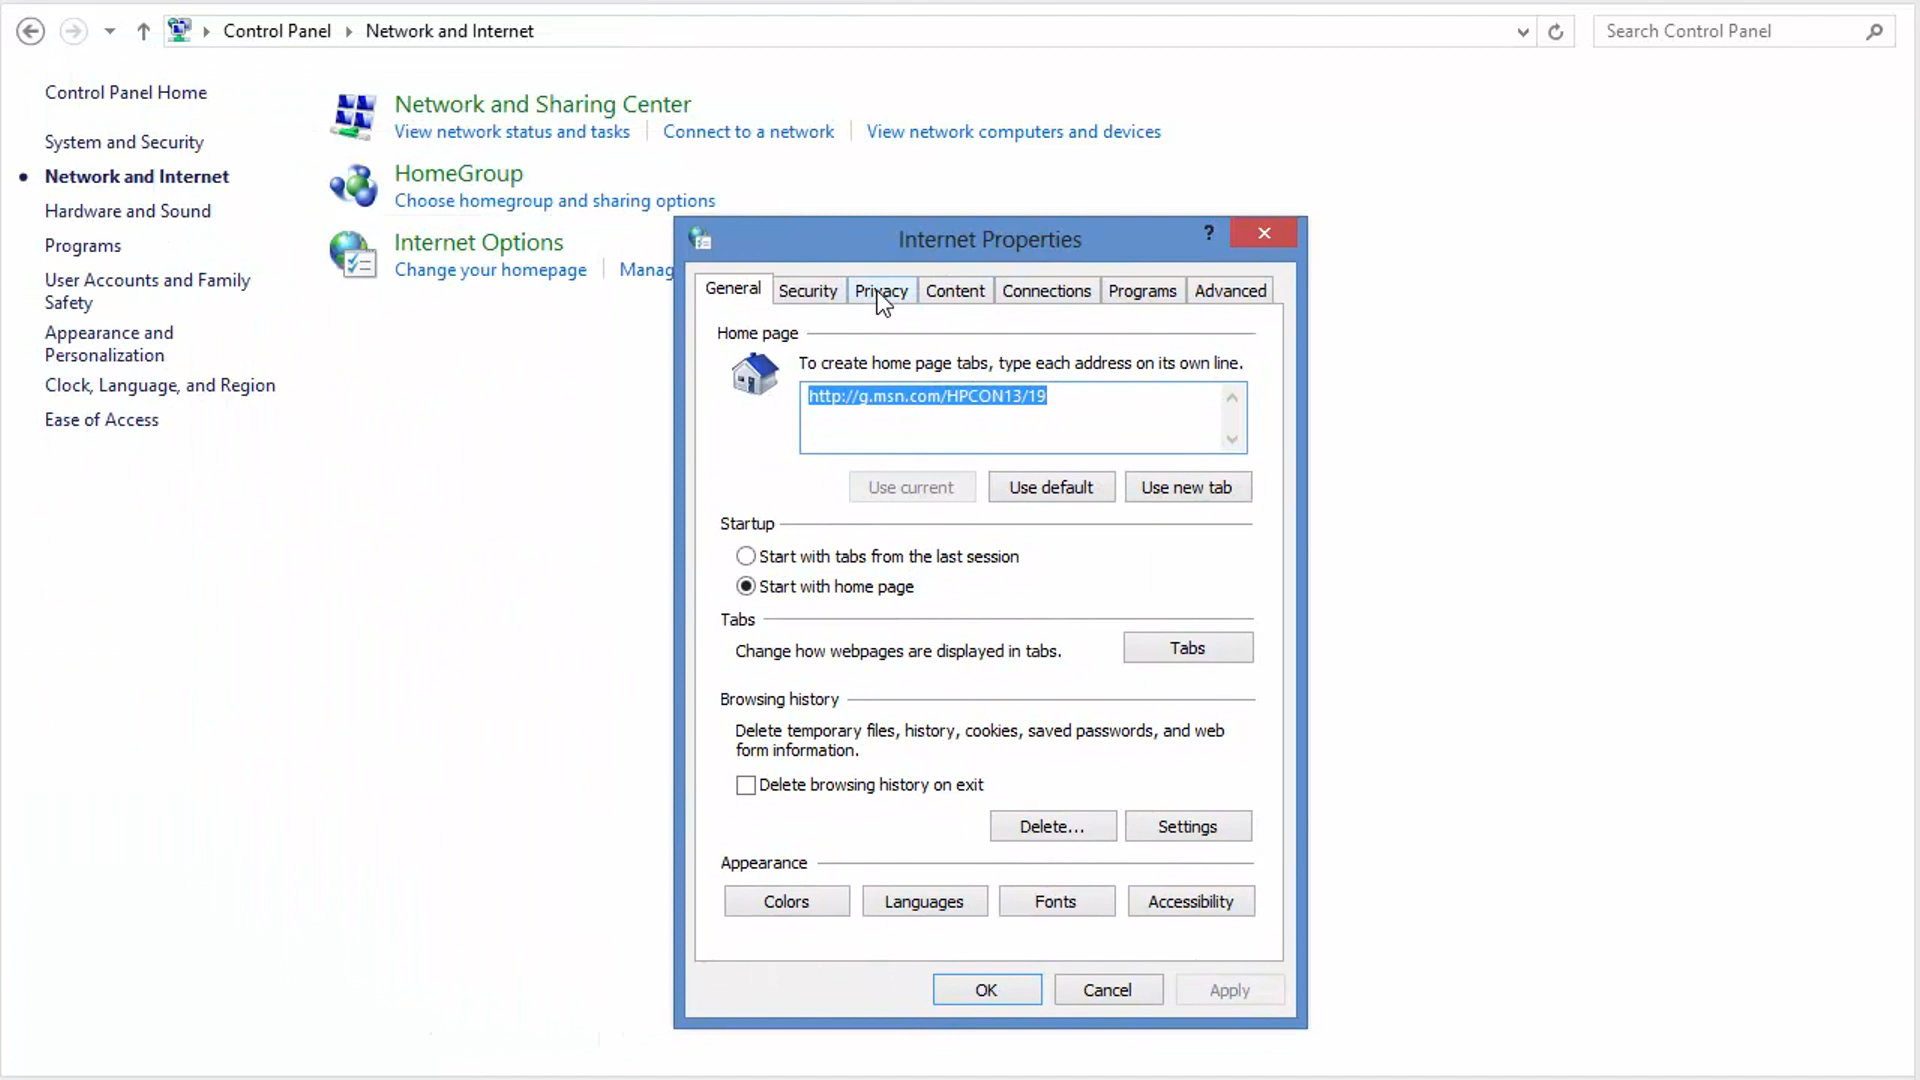 Control Panel Network and Internet
Search Control Panel
Control Panel Home
System and Security
Network and Internet
Hardware and Sound
Programs
User Accounts and Family
Safety
Appearance and
Personalization
Clock, Language, and Region
Ease of Access
Network and Sharing Center
View network status and tasks Connect to a network View network computers and devices
HomeGroup
Choose homegroup and sharing options
Internet Options
Change your homepage Manag
Internet Properties
?
General Security Privacy Content Connections Programs Advanced
Home page
To create home page tabs, type each address on its own line.
http://g.msn.com/HPCON13/19
Use current Use default Use new tab
Startup
Start with tabs from the last session
Start with home page
Tabs
Change how webpages are displayed in tabs.
Tabs
Browsing history
Delete temporary files, history, cookies, saved passwords, and web
form information.
Delete browsing history on exit
Delete... Settings
Appearance
Colors Languages Fonts Accessibility
OK Cancel Apply